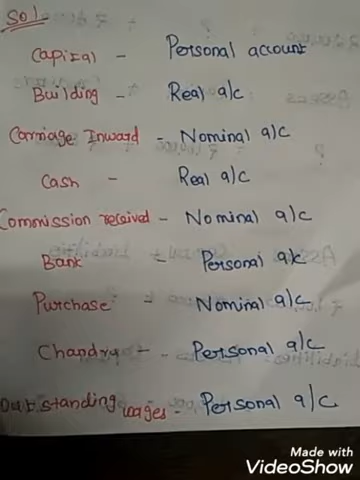 Sol
Capital - Personal account
Building - Real a/c
Carriage Inward - Nominal a/c
Cash - Real a/c
Commission received - Nominal a/c
Bank - Personal a/c
Purchase - Nominal a/c
Chandra - Personal a/c
Outstanding wages - Personal a/c
Made with
VideoShow